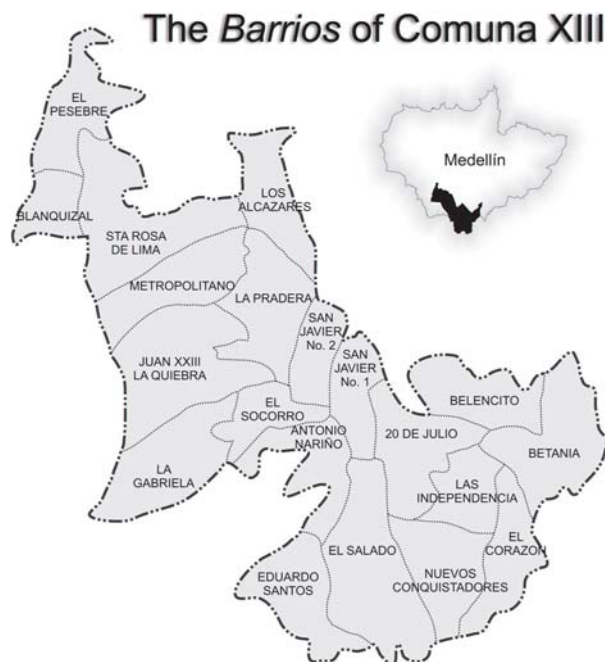 The Barrios of Comuna XIII
EL
PESEBRE
Medellín
LOS
ALCAZARES
BLANQUIZAL
STA ROSA
DE LIMA
METROPOLITANO
LA PRADERA
SAN
JAVIER
No. 2
SAN
JAVIER
No. 1
JUAN XXIII
LA QUIEBRA
BELENCITO
EL
SOCORRO
ANTONIO
NARIÑO
20 DE JULIO
BETANIA
LA
GABRIELA
LAS
INDEPENDENCIA
EL
CORAZON
EL SALADO
EDUARDO
SANTOS
NUEVOS
CONQUISTADORES